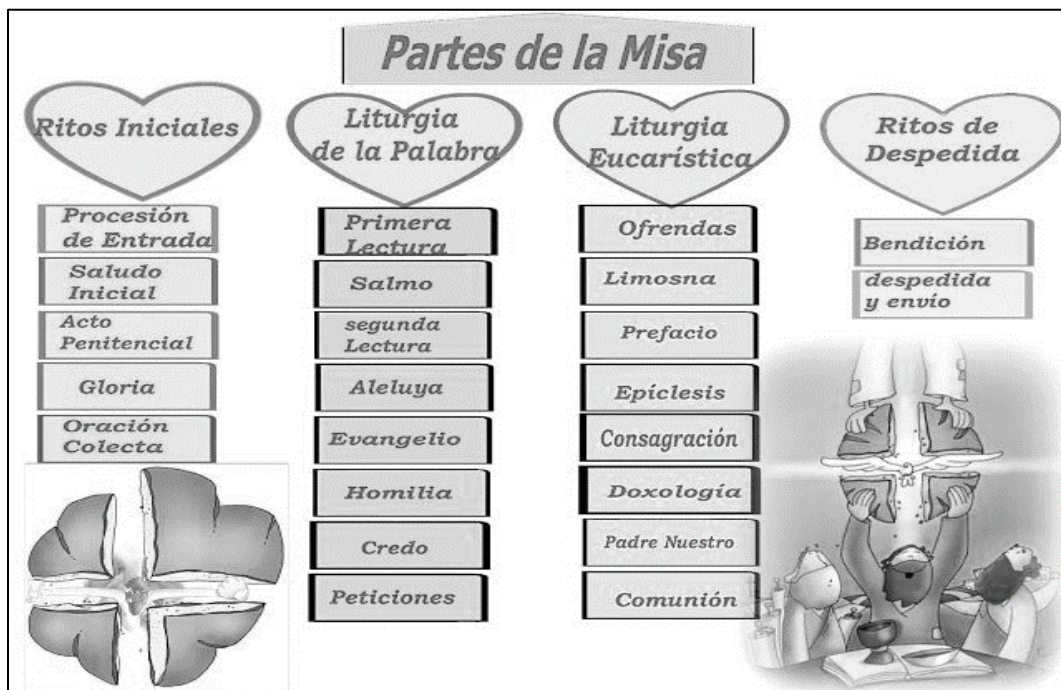 Partes de la Misa
Ritos Iniciales
Procesión
de Entrada
Saludo
Inicial
Acto
Penitencial
Gloria
Oración
Colecta
Liturgia
de la Palabra
Primera
Lectura
Salmo
segunda
Lectura
Aleluya
Evangelio
Homilia
Credo
Peticiones
Liturgia
Eucarística
Ofrendas
Limosna
Prefacio
Epíclesis
Consagración
Doxología
Padre Nuestro
Comunión
Ritos de
Despedida
Bendición
despedida
y envío